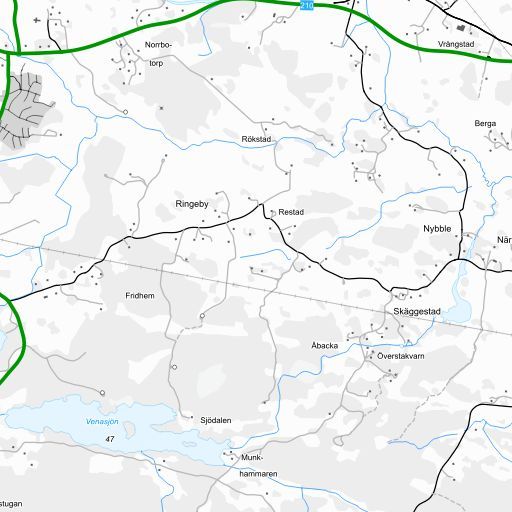 210
Norrbo-
torp
Vrångstad
Berga
Rökstad
Ringeby
Restad
Nybble
När
Fridhem
Skäggestad
Åbacka
Överstakvarn
Venasjön
47
Sjödalen
Munk-
hammaren
stugan